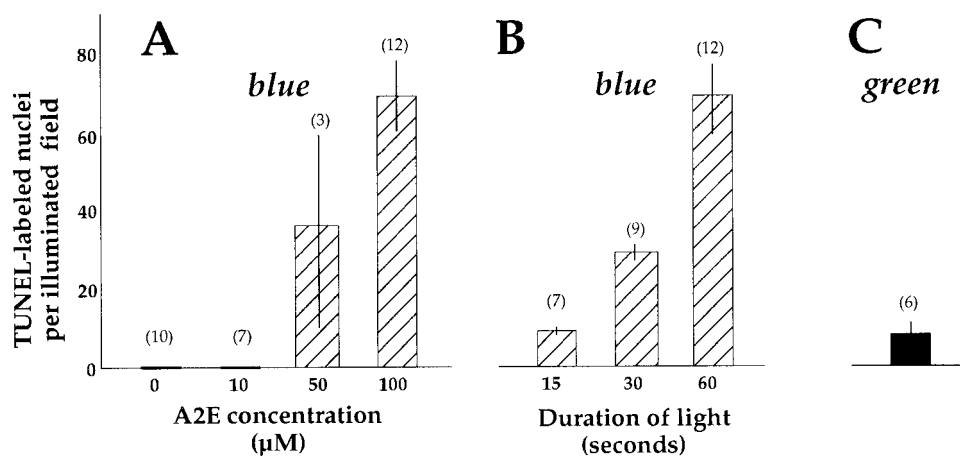 A
B
C
blue
blue
green
TUNEL-labeled nuclei
per illuminated field
80
60
40
20
0
(10)
(7)
(3)
(12)
0
10
50
100
A2E concentration
(μM)
(7)
(9)
(12)
15
30
60
Duration of light
(seconds)
(6)